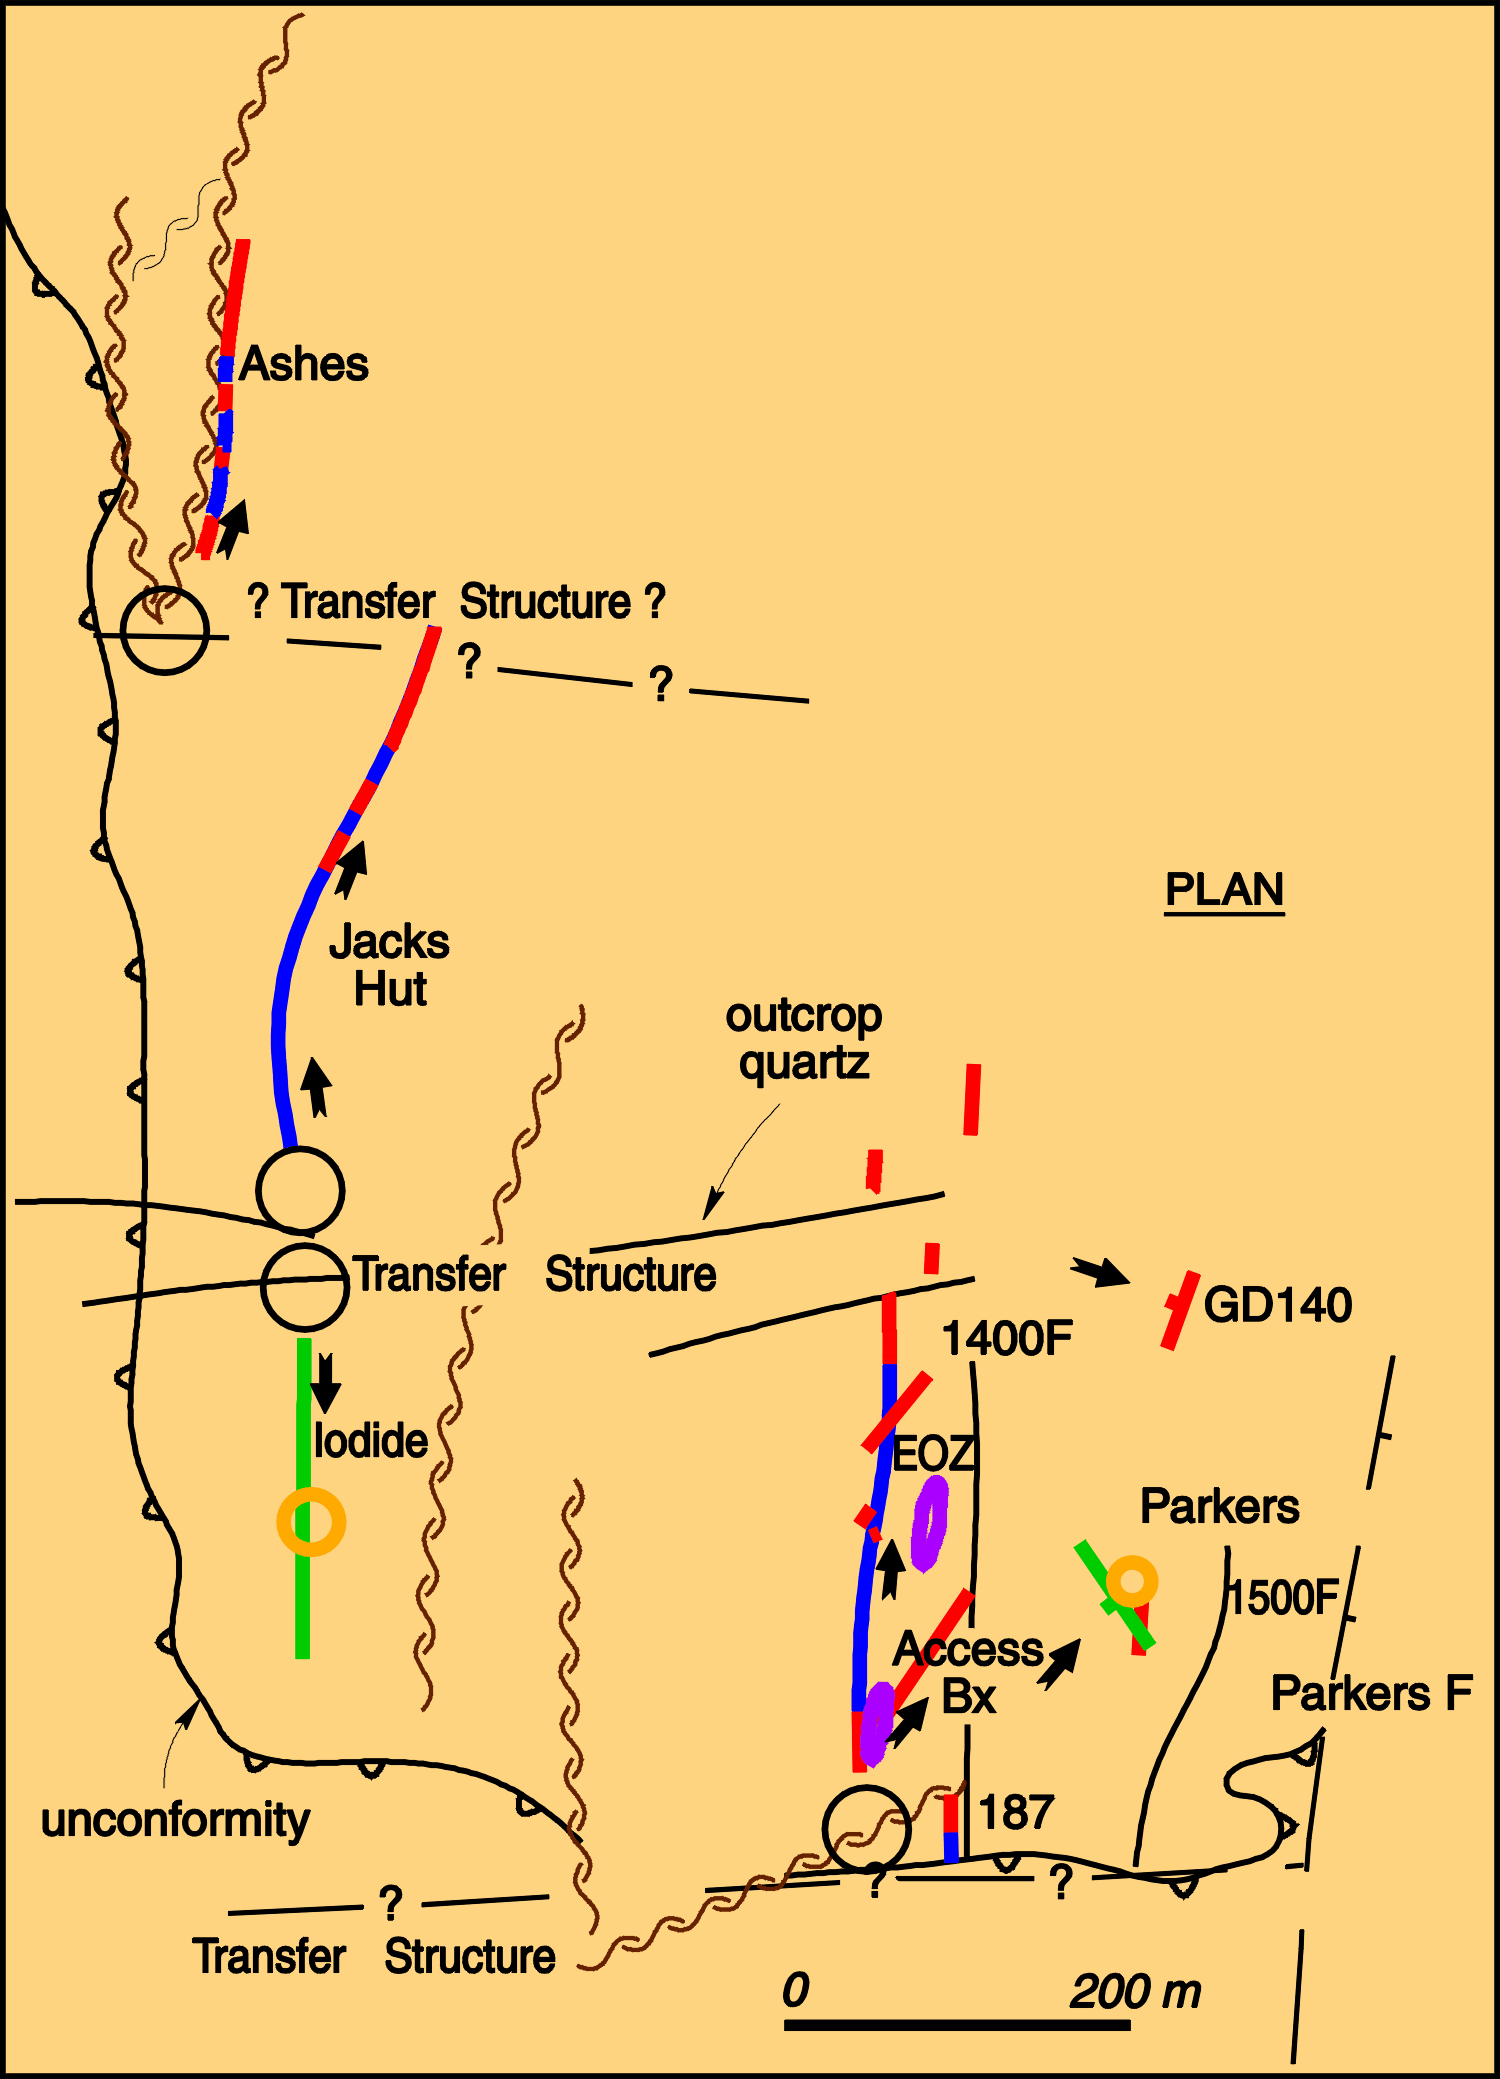 Ashes
? Transfer Structure ?
?
?
PLAN
Jacks
Hut
outcrop
quartz
Transfer Structure
GD140
1400F
Iodide
EOZ
Parkers
1500F
Access
Bx
Parkers F
187
unconformity
?
?
?
Transfer Structure
0 200 m